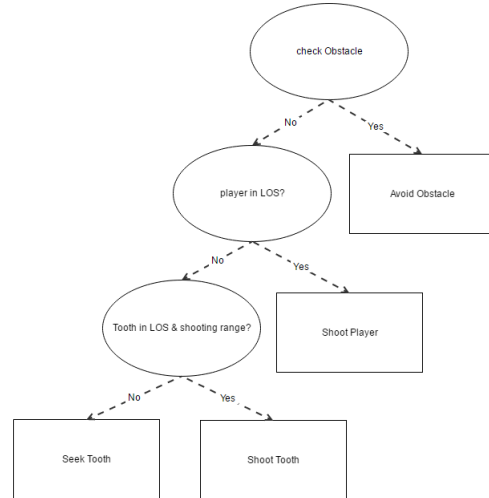 check Obstacle
No
Yes
player in LOS?
Avoid Obstacle
No
Yes
Tooth in LOS & shooting range?
Shoot Player
No
Yes
Seek Tooth
Shoot Tooth